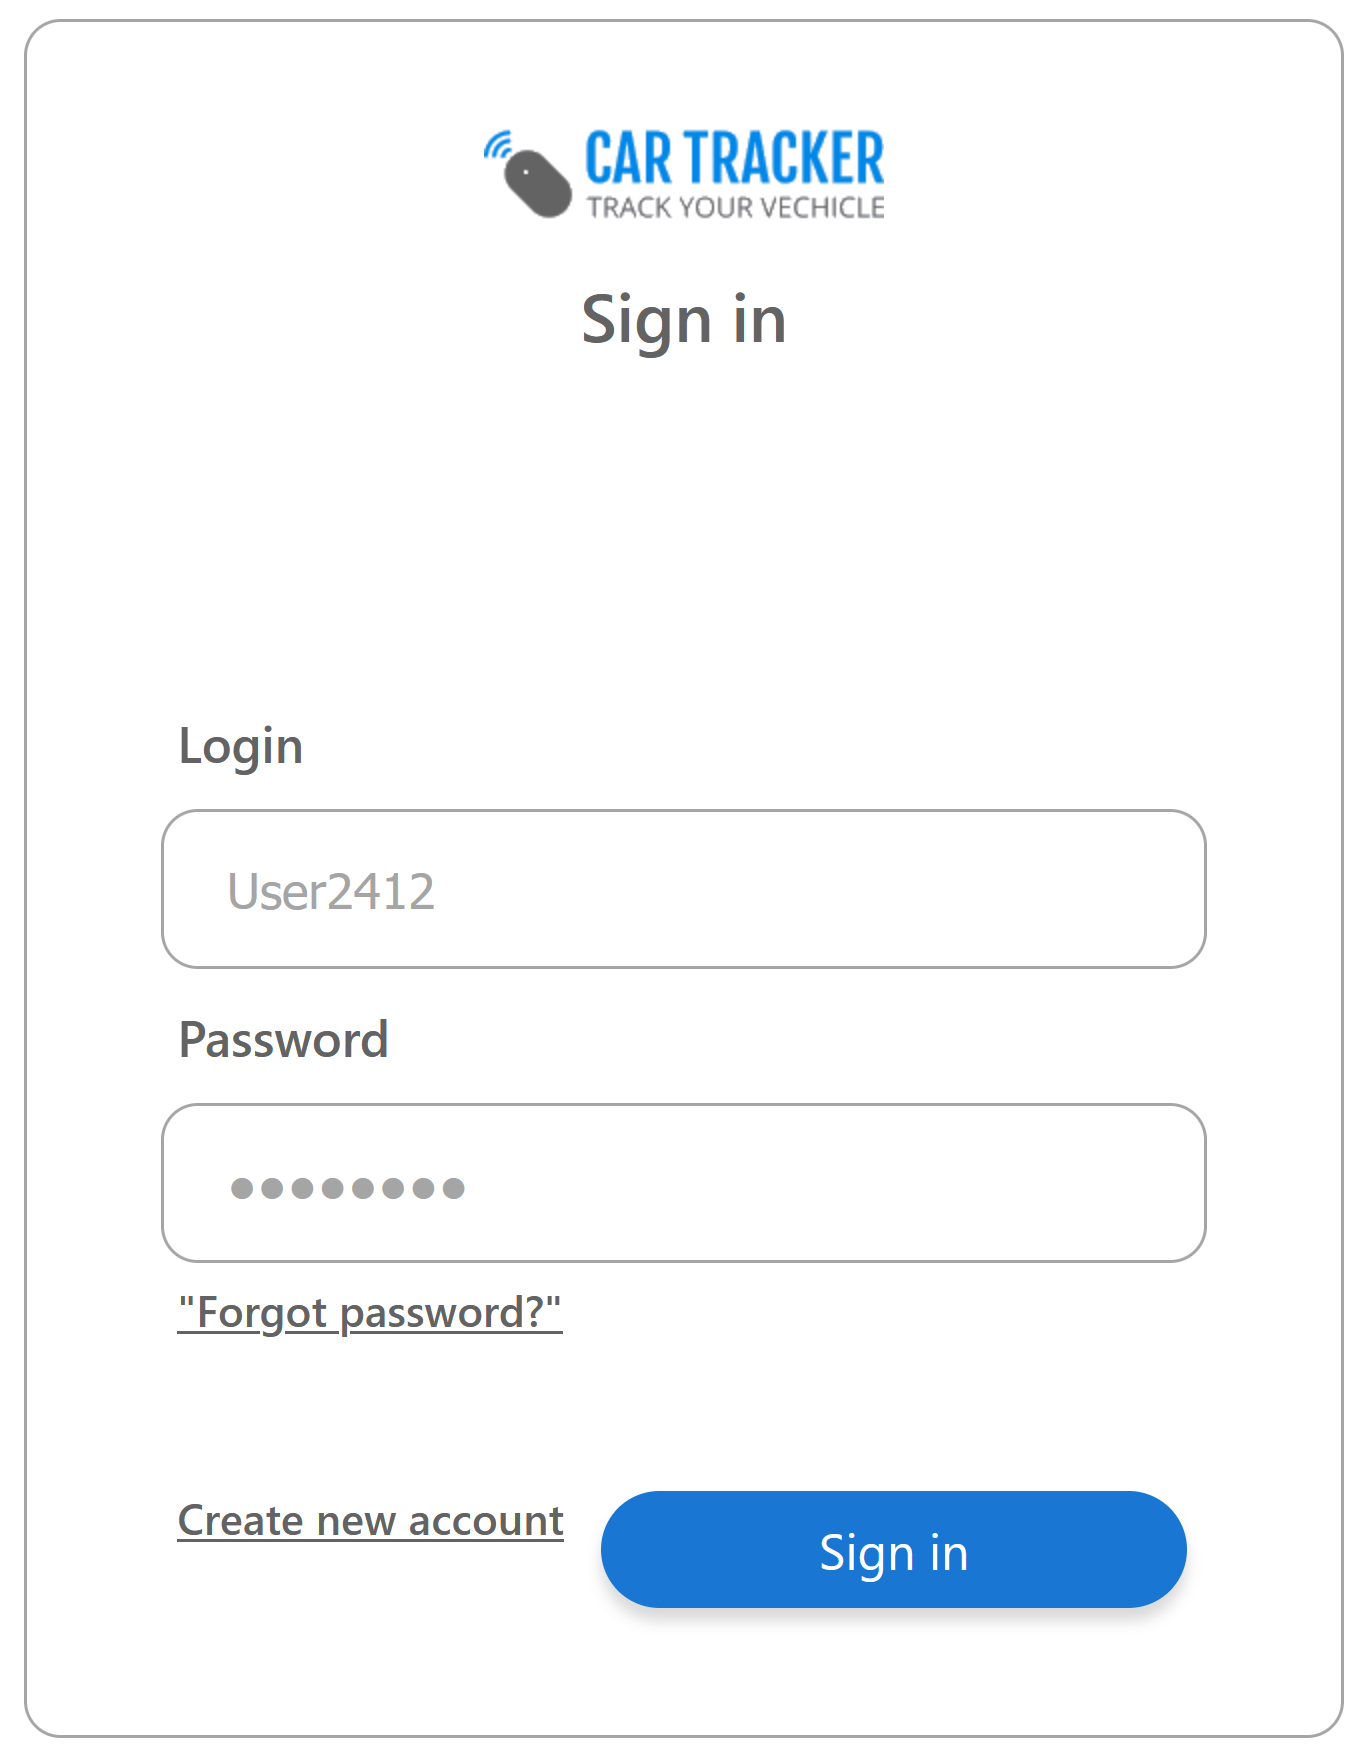 CAR TRACKER
TRACK YOUR VECHICLE
Sign in
Login
User2412
Password
••••••••
"Forgot password?"
Create new account
Sign in